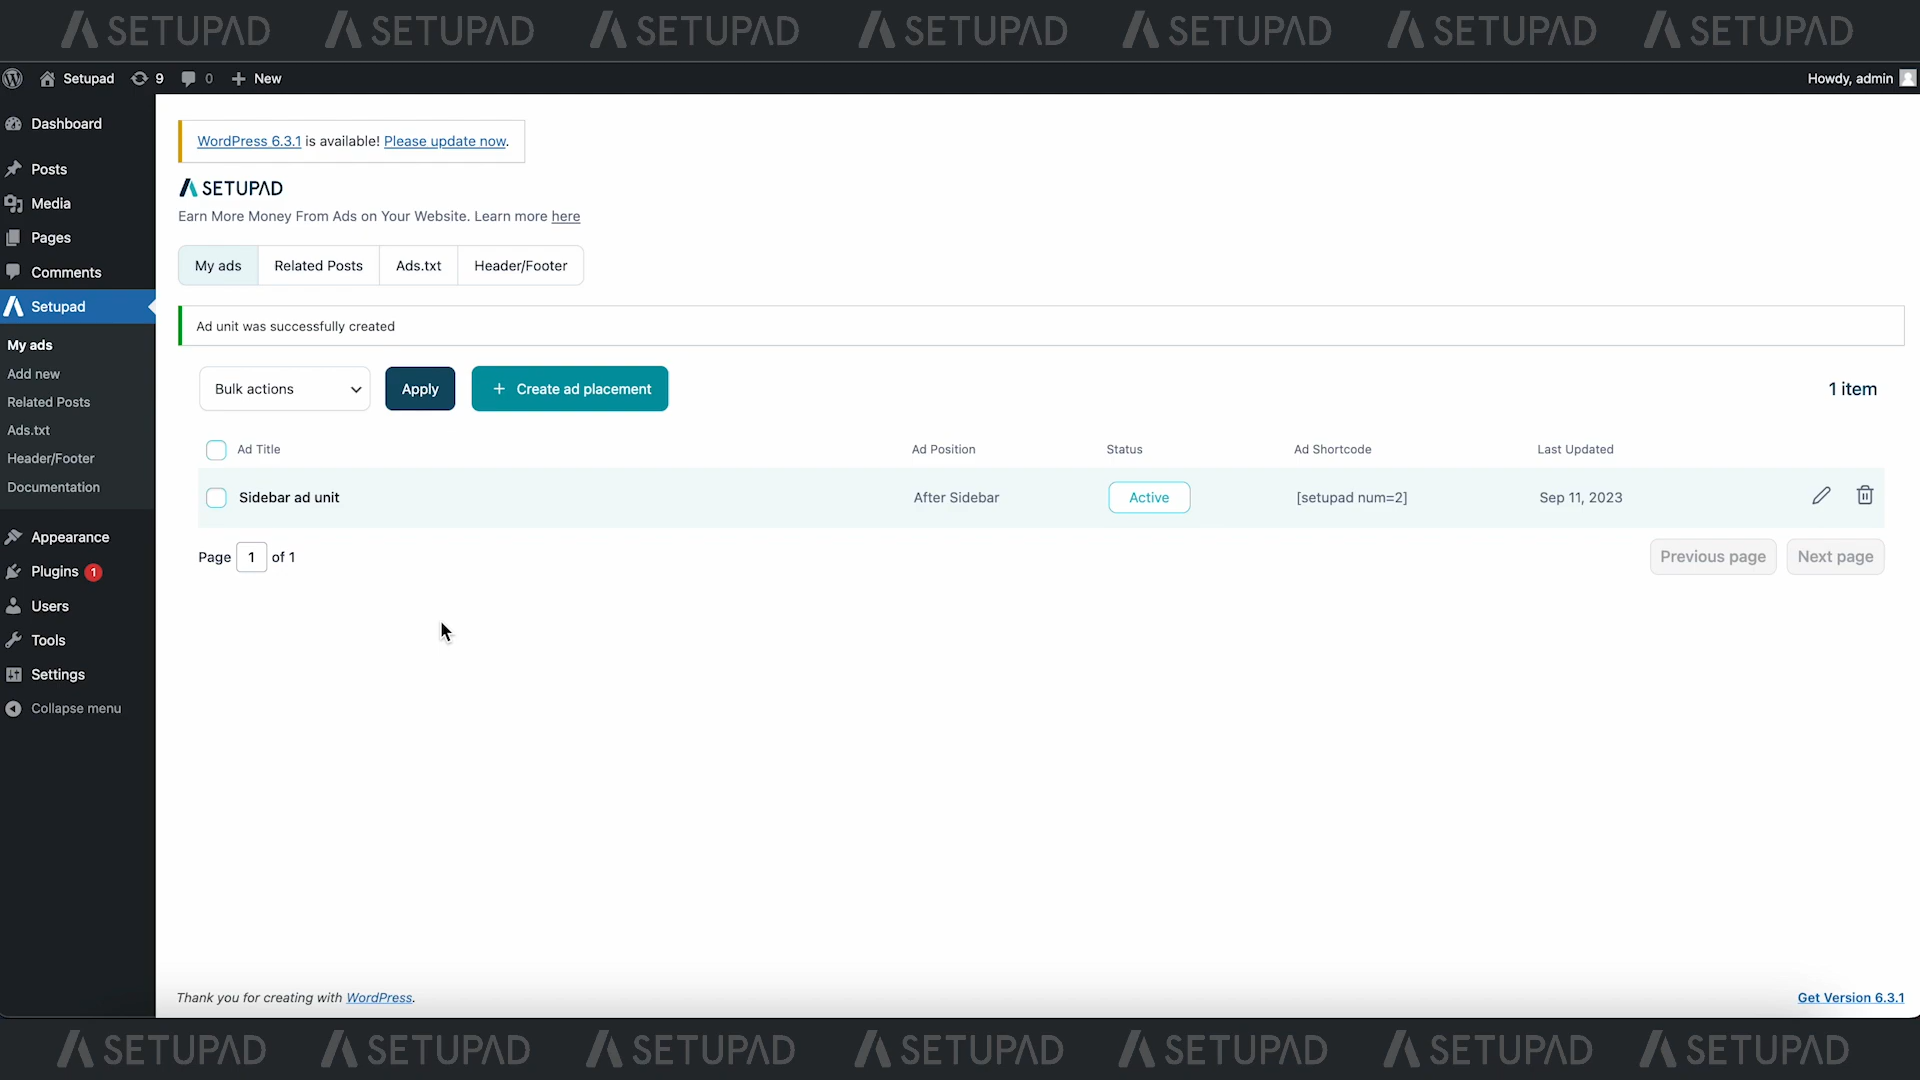 SETUPAD SETUPAD SETUPAD SETUPAD SETUPAD SETUPAD SETUPAD
Setupad 9 0 + New Howdy, admin
Dashboard
Posts
Media
Pages
Comments
Setupad
My ads
Add new
Related Posts
Ads.txt
Header/Footer
Documentation
Appearance
Plugins 1
Users
Tools
Settings
Collapse menu
WordPress 6.3.1 is available! Please update now.
SETUPAD
Earn More Money From Ads on Your Website. Learn more here
My ads Related Posts Ads.txt Header/Footer
Ad unit was successfully created
Bulk actions Apply + Create ad placement 1 item
Ad Title Ad Position Status Ad Shortcode Last Updated
Sidebar ad unit After Sidebar Active [setupad num=2] Sep 11, 2023
Page 1 of 1 Previous page Next page
Thank you for creating with WordPress. Get Version 6.3.1
SETUPAD SETUPAD SETUPAD SETUPAD SETUPAD SETUPAD SETUPAD